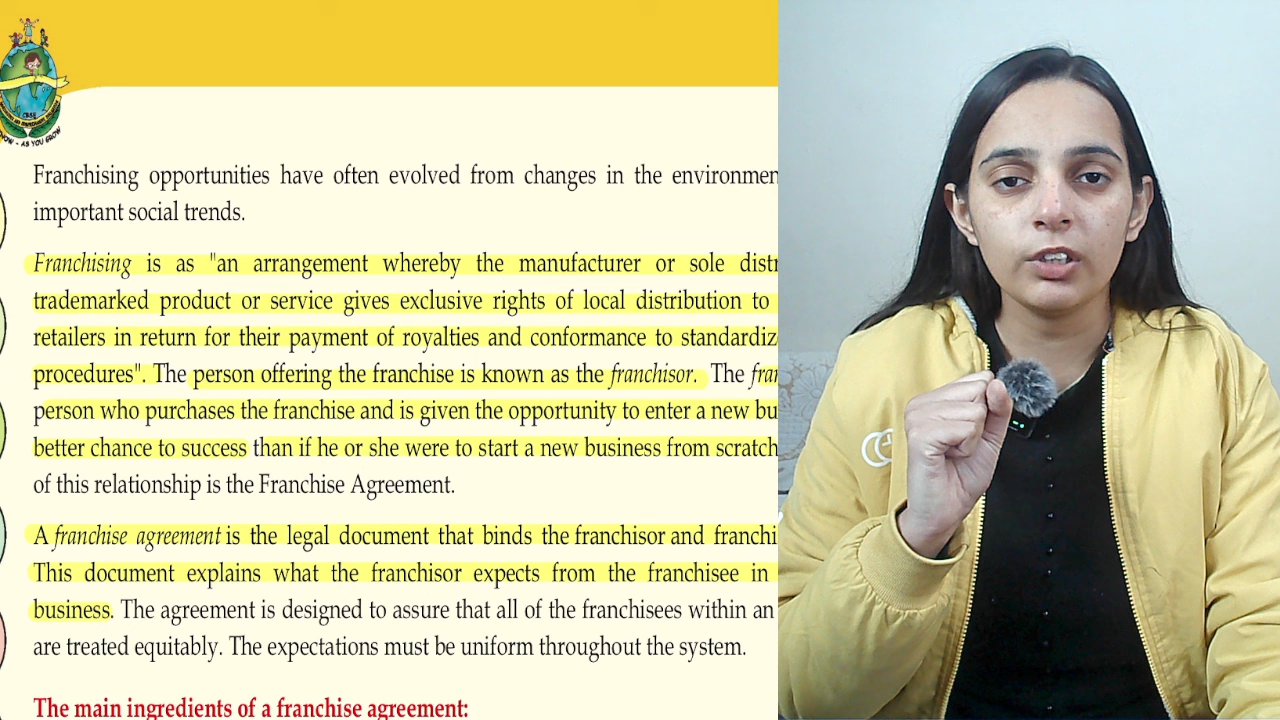 CBSE
NOW - AS YOU GROW
Franchising opportunities have often evolved from changes in the environmen
important social trends.
Franchising is as "an arrangement whereby the manufacturer or sole distr
trademarked product or service gives exclusive rights of local distribution to
retailers in return for their payment of royalties and conformance to standardiz
procedures". The person offering the franchise is known as the franchisor. The fran
person who purchases the franchise and is given the opportunity to enter a new bu
better chance to success than if he or she were to start a new business from scratch
of this relationship is the Franchise Agreement.
A franchise agreement is the legal document that binds the franchisor and franchi
This document explains what the franchisor expects from the franchisee in
business. The agreement is designed to assure that all of the franchisees within an
are treated equitably. The expectations must be uniform throughout the system.
The main ingredients of a franchise agreement: